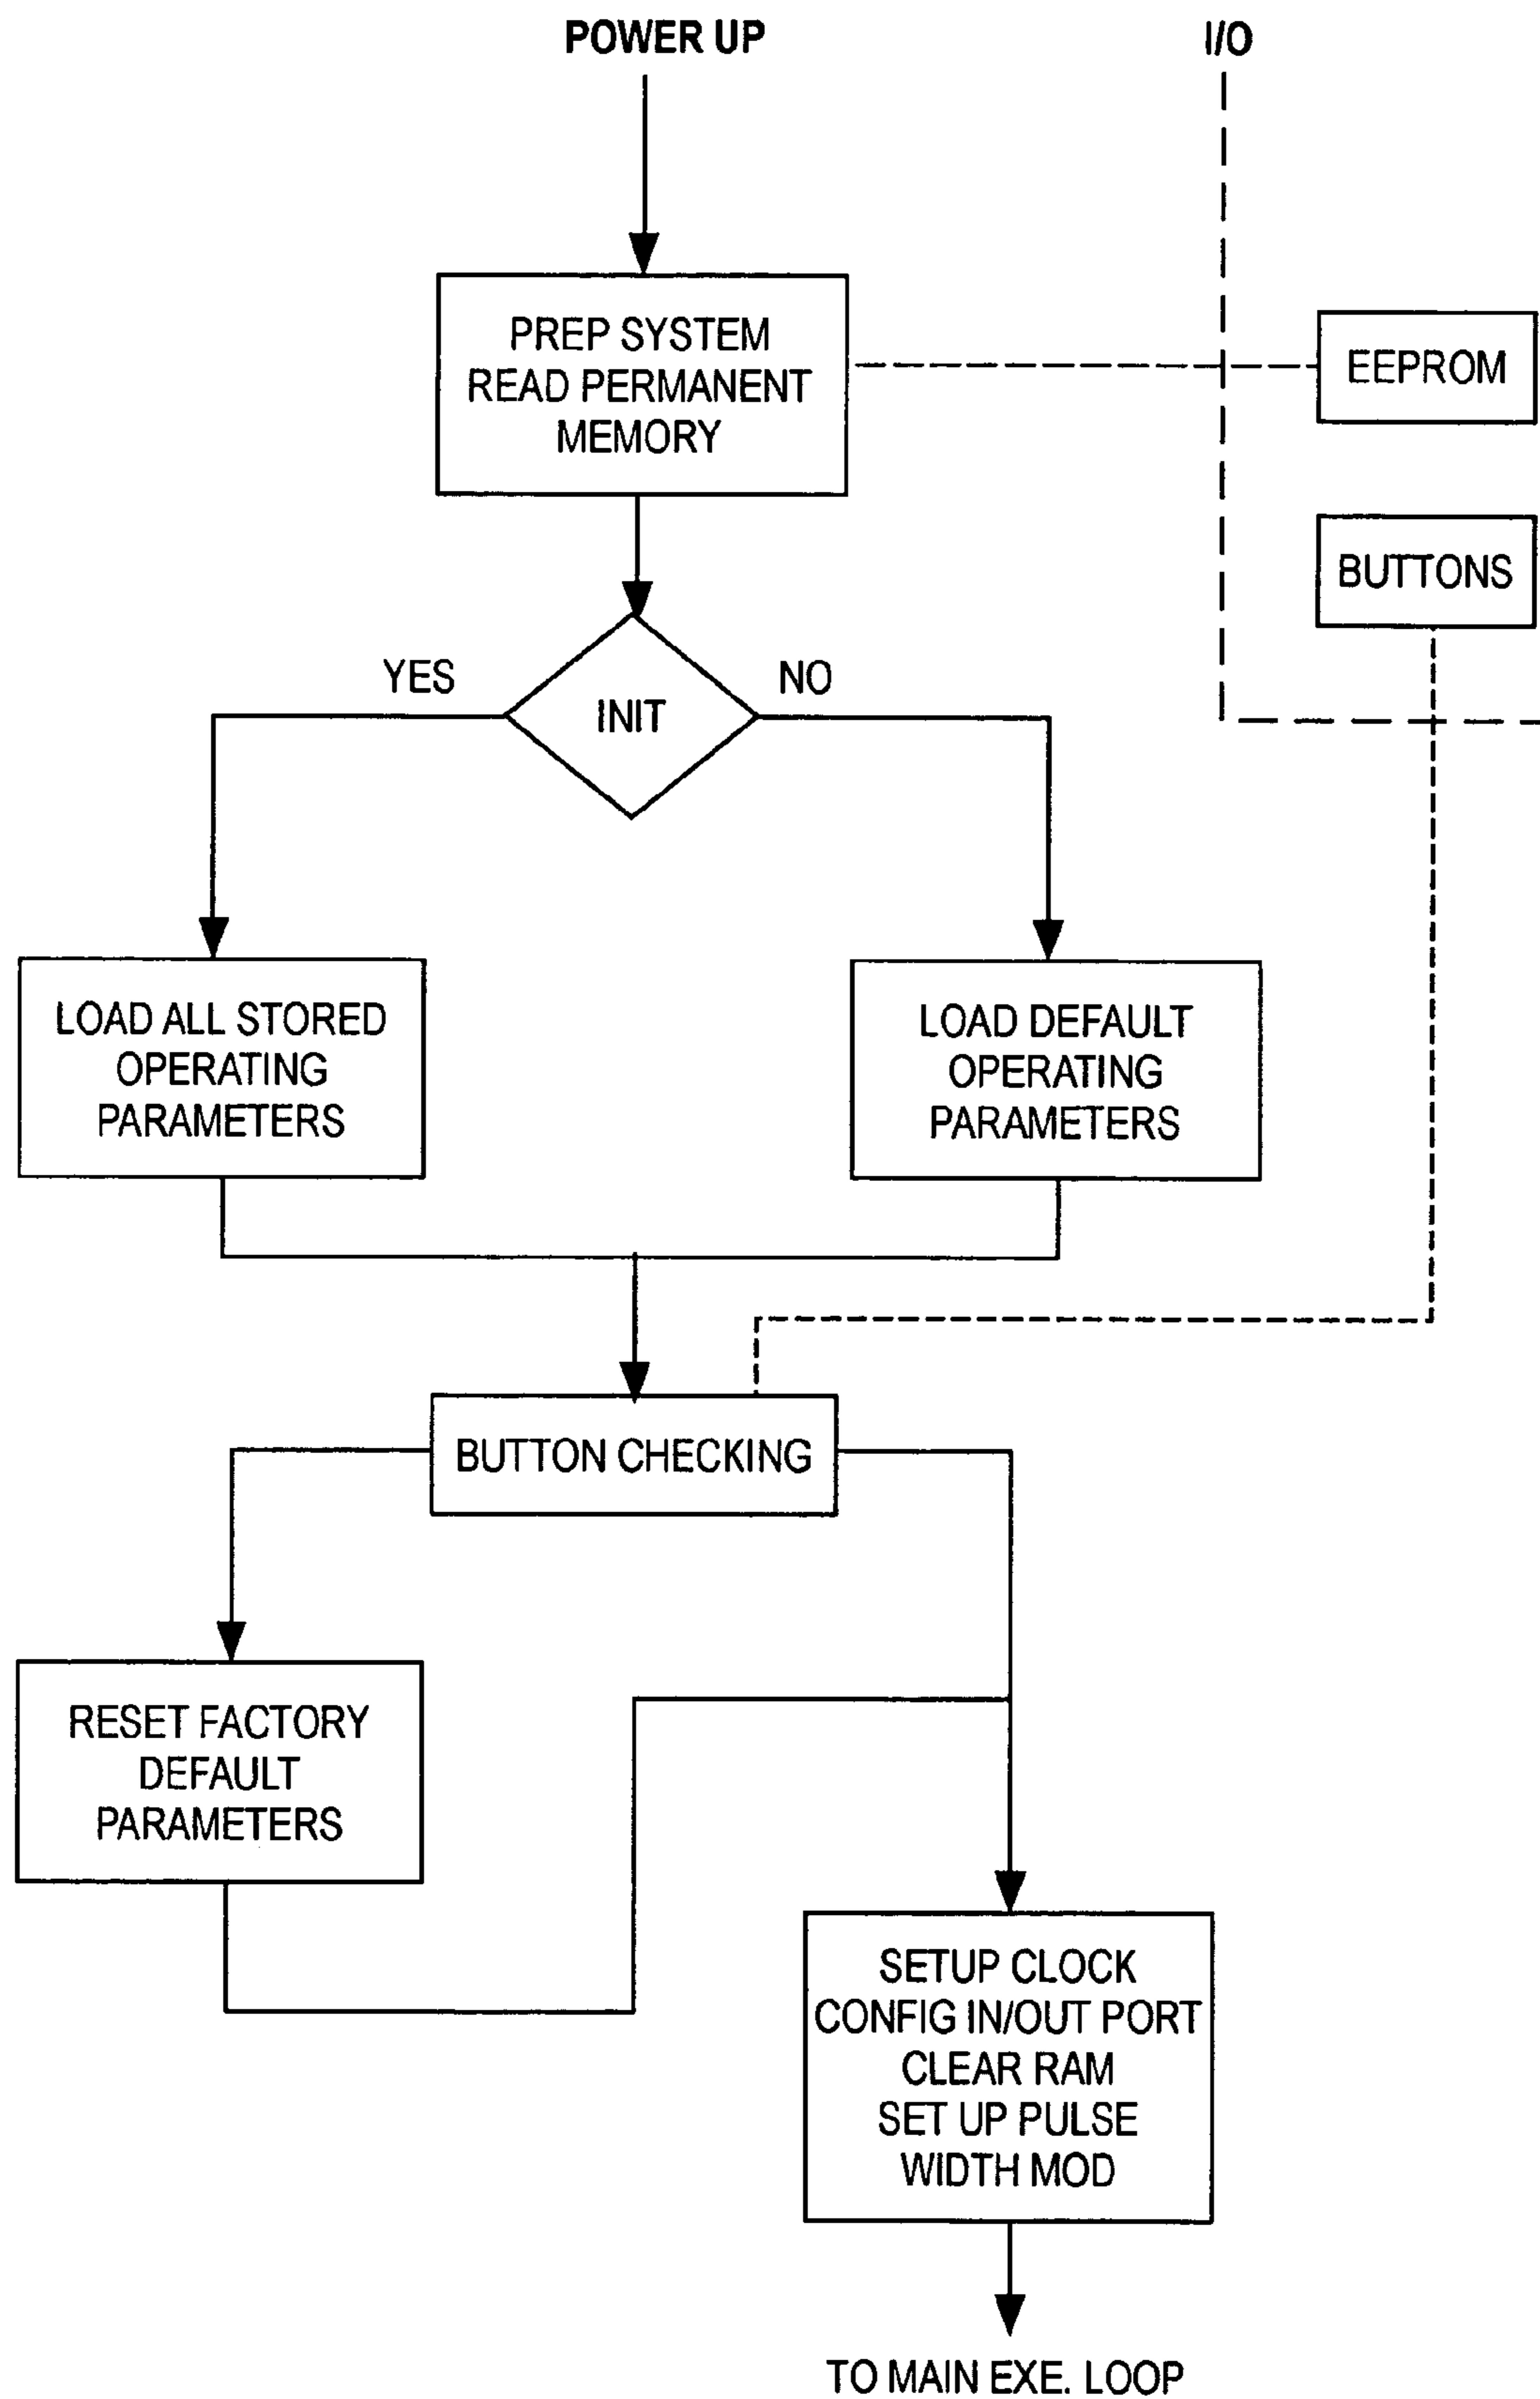 POWER UP
I/O
PREP SYSTEM
READ PERMANENT
MEMORY
EEPROM
BUTTONS
YES
NO
INIT
LOAD ALL STORED
OPERATING
PARAMETERS
LOAD DEFAULT
OPERATING
PARAMETERS
BUTTON CHECKING
RESET FACTORY
DEFAULT
PARAMETERS
SETUP CLOCK
CONFIG IN/OUT PORT
CLEAR RAM
SET UP PULSE
WIDTH MOD
TO MAIN EXE. LOOP